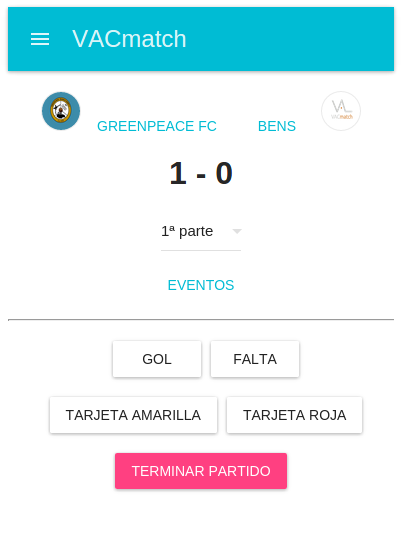 VACmatch
GREENPEACE FC BENS
1 - 0
1ª parte
EVENTOS
GOL FALTA
TARJETA AMARILLA TARJETA ROJA
TERMINAR PARTIDO